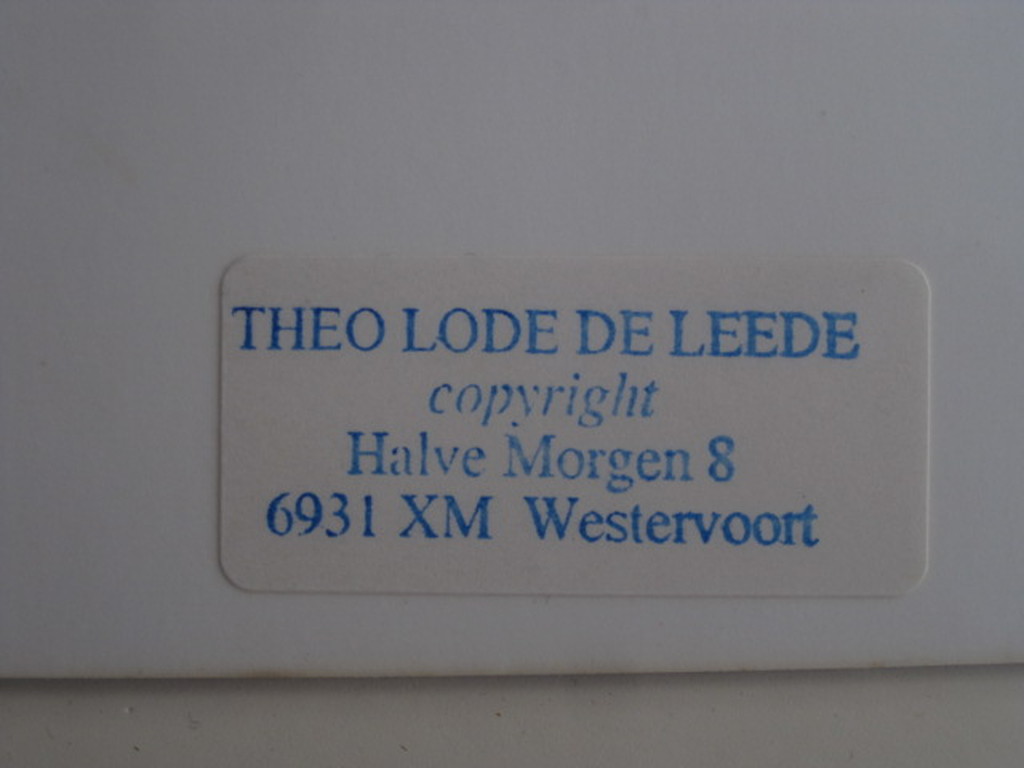 THEO LODE DE LEEDE
copyright
Halve Morgen 8
6931 XM Westervoort